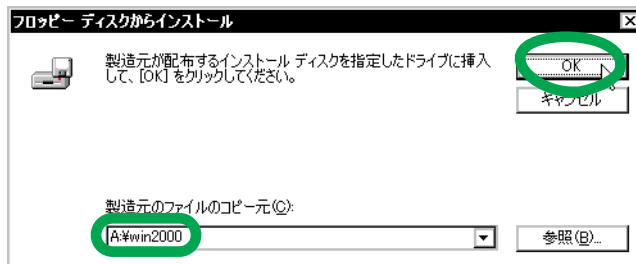 フロッピー ディスクからインストール
製造元が配布するインストール ディスクを指定したドライブに挿入
して、[OK] をクリックしてください。
OK
キャンセル
製造元のファイルのコピー元(C):
A:¥win2000
参照(B)...